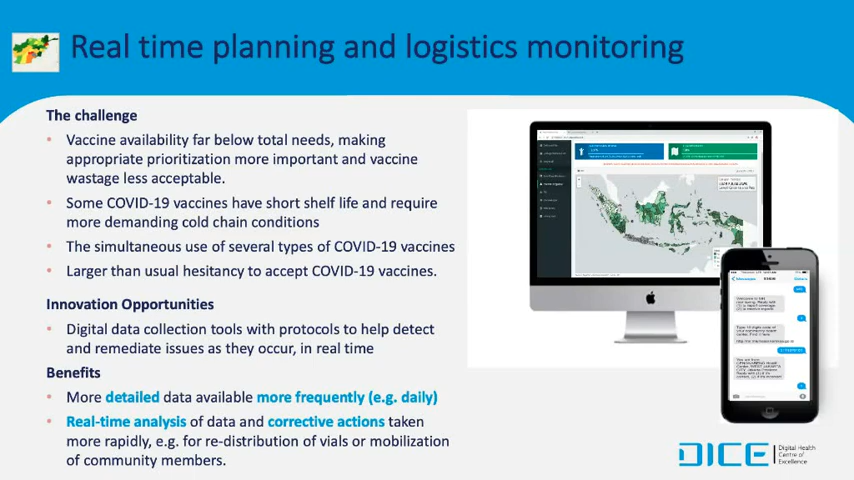 Real time planning and logistics monitoring
The challenge
• Vaccine availability far below total needs, making
appropriate prioritization more important and vaccine
wastage less acceptable.
• Some COVID-19 vaccines have short shelf life and require
more demanding cold chain conditions
• The simultaneous use of several types of COVID-19 vaccines
• Larger than usual hesitancy to accept COVID-19 vaccines.
Innovation Opportunities
• Digital data collection tools with protocols to help detect
and remediate issues as they occur, in real time
Benefits
• More detailed data available more frequently (e.g. daily)
• Real-time analysis of data and corrective actions taken
more rapidly, e.g. for re-distribution of vials or mobilization
of community members.
DICE
Digital Health
Centre of
Excellence